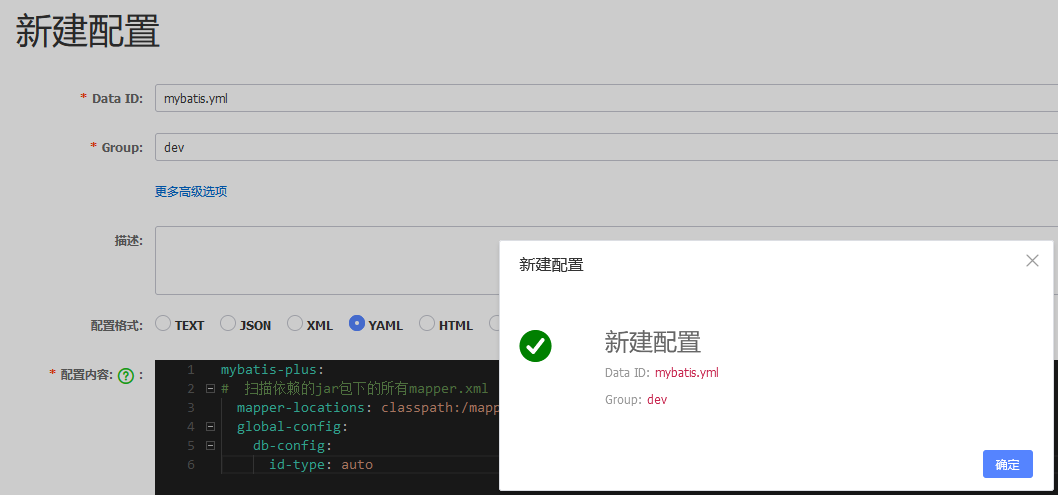 新建配置
* Data ID: mybatis.yml
* Group: dev
更多高级选项
描述:
配置格式: TEXT JSON XML YAML HTML
* 配置内容: ? :
1 mybatis-plus:
2 # 扫描依赖的jar包下的所有mapper.xml
3 mapper-locations: classpath:/mapp
4 global-config:
5 db-config:
6 id-type: auto
新建配置
新建配置
Data ID: mybatis.yml
Group: dev
确定